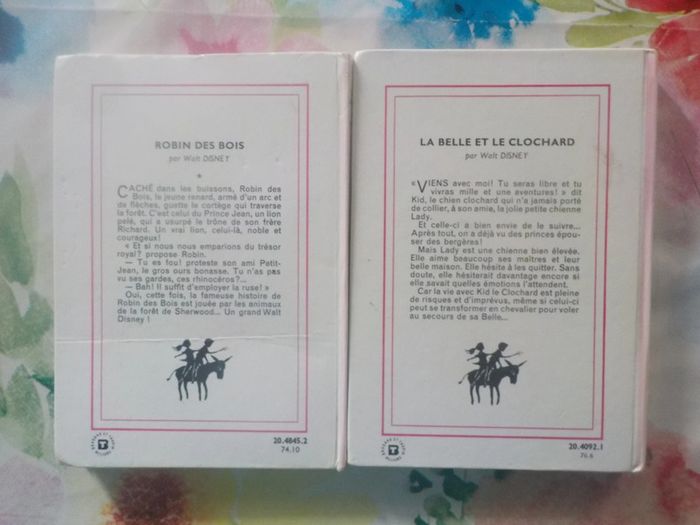 ROBIN DES BOIS
par Walt DISNEY
*
CACHÉ dans les buissons, Robin des
Bois, le jeune renard, armé d'un arc et
de flèches, guette le cortège qui traverse
la forêt. C'est celui du Prince Jean, un lion
pelé, qui a usurpé le trône de son frère
Richard. Un vrai lion, celui-là, noble et
courageux!
« Et si nous nous emparions du trésor
royal? propose Robin.
— Tu es fou! proteste son ami Petit-
Jean, le gros ours bonasse. Tu n'as pas
vu ses gardes, ces rhinocéros?...
— Bah! Il suffit d'employer la ruse! »
Oui, cette fois, la fameuse histoire de
Robin des Bois est jouée par les animaux
de la forêt de Sherwood... Un grand Walt
Disney !
20.4845.2
74.10
LA BELLE ET LE CLOCHARD
par Walt DISNEY
« VIENS avec moi! Tu seras libre et tu
vivras mille et une aventures! » dit
Kid, le chien clochard qui n'a jamais porté
de collier, à son amie, la jolie petite chienne
Lady.
Et celle-ci a bien envie de le suivre...
Après tout, on a déjà vu des princes épou-
ser des bergères!
Mais Lady est une chienne bien élevée.
Elle aime beaucoup ses maîtres et leur
belle maison. Elle hésite à les quitter. Sans
doute, elle hésiterait davantage encore si
elle savait quelles émotions l'attendent.
Car la vie avec Kid le Clochard est pleine
de risques et d'imprévus, même si celui-ci
peut se transformer en chevalier pour voler
au secours de sa Belle...
20.4092.1
76.6